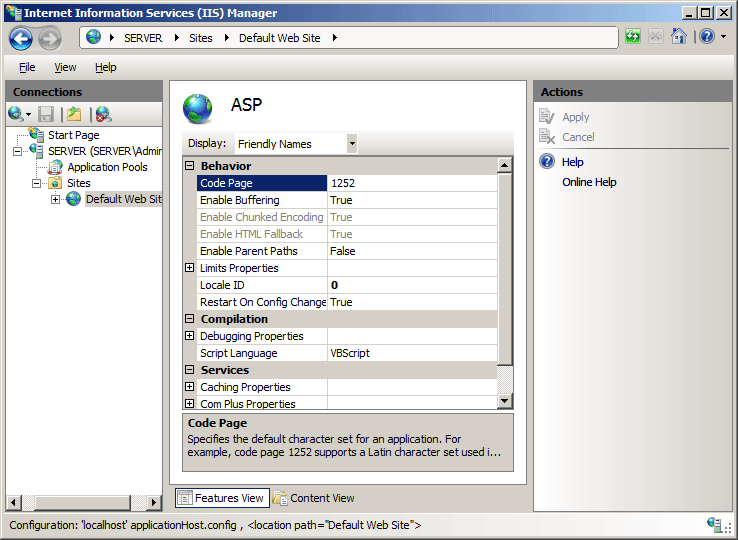 Internet Information Services (IIS) Manager
SERVER Sites Default Web Site
File View Help
Connections
Start Page
SERVER (SERVER\Admin
Application Pools
Sites
Default Web Sit
ASP
Display: Friendly Names
Behavior
Code Page 1252
Enable Buffering True
Enable Chunked Encoding True
Enable HTML Fallback True
Enable Parent Paths False
Limits Properties
Locale ID 0
Restart On Config Change True
Compilation
Debugging Properties
Script Language VBScript
Services
Caching Properties
Com Plus Properties
Code Page
Specifies the default character set for an application. For
example, code page 1252 supports a Latin character set used i...
Features View Content View
Actions
Apply
Cancel
Help
Online Help
Configuration: 'localhost' applicationHost.config , <location path="Default Web Site">